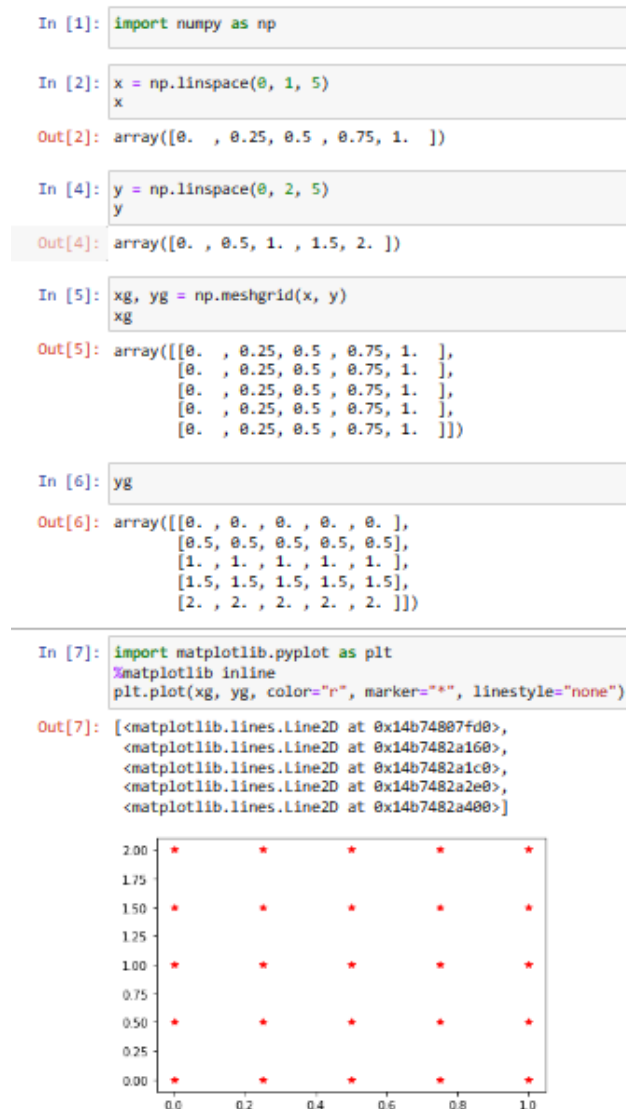 In [1]: import numpy as np
In [2]: x = np.linspace(0, 1, 5)
x
Out[2]: array([0.  , 0.25, 0.5 , 0.75, 1.  ])
In [4]: y = np.linspace(0, 2, 5)
y
Out[4]: array([0. , 0.5, 1. , 1.5, 2. ])
In [5]: xg, yg = np.meshgrid(x, y)
xg
Out[5]: array([[0.  , 0.25, 0.5 , 0.75, 1.  ],
[0.  , 0.25, 0.5 , 0.75, 1.  ],
[0.  , 0.25, 0.5 , 0.75, 1.  ],
[0.  , 0.25, 0.5 , 0.75, 1.  ],
[0.  , 0.25, 0.5 , 0.75, 1.  ]])
In [6]: yg
Out[6]: array([[0. , 0. , 0. , 0. , 0. ],
[0.5, 0.5, 0.5, 0.5, 0.5],
[1. , 1. , 1. , 1. , 1. ],
[1.5, 1.5, 1.5, 1.5, 1.5],
[2. , 2. , 2. , 2. , 2. ]])
In [7]: import matplotlib.pyplot as plt
%matplotlib inline
plt.plot(xg, yg, color="r", marker="*", linestyle="none")
Out[7]: [<matplotlib.lines.Line2D at 0x14b74807fd0>,
<matplotlib.lines.Line2D at 0x14b7482a160>,
<matplotlib.lines.Line2D at 0x14b7482a1c0>,
<matplotlib.lines.Line2D at 0x14b7482a2e0>,
<matplotlib.lines.Line2D at 0x14b7482a400>]
2.00
1.75
1.50
1.25
1.00
0.75
0.50
0.25
0.00
0.0 0.2 0.4 0.6 0.8 1.0